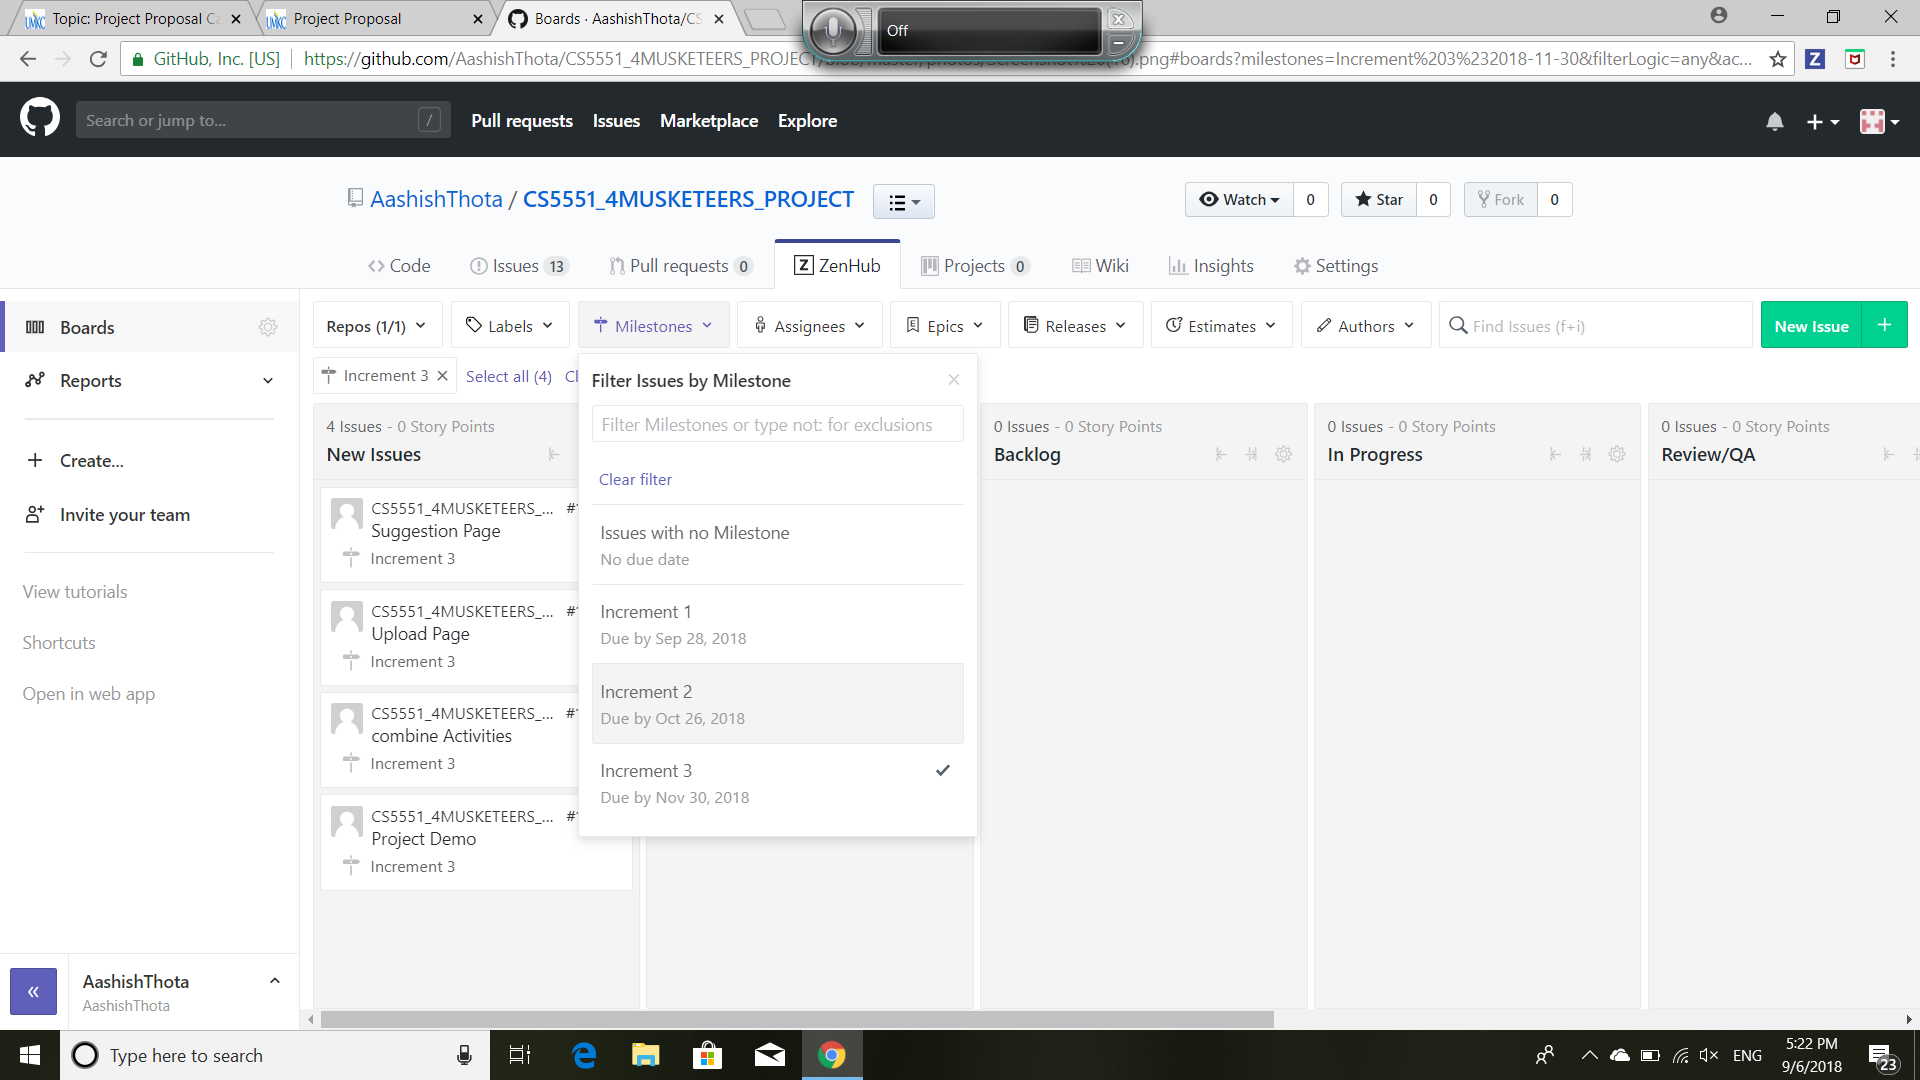 Topic: Project Proposal Ca
Project Proposal
Boards · AashishThota/CS
Off
GitHub, Inc. [US]
https://github.com/AashishThota/CS5551_4MUSKETEERS_PROJECT/
.png#boards?milestones=Increment%203%232018-11-30&filterLogic=any&ac...
Search or jump to...
/
Pull requests
Issues
Marketplace
Explore
AashishThota / CS5551_4MUSKETEERS_PROJECT
Watch
0
Star
0
Fork
0
Code
Issues 13
Pull requests 0
ZenHub
Projects 0
Wiki
Insights
Settings
Boards
Reports
Create...
Invite your team
View tutorials
Shortcuts
Open in web app
Repos (1/1)
Labels
Milestones
Assignees
Epics
Releases
Estimates
Authors
Find Issues (f+i)
New Issue
Increment 3
Select all (4)
Cl
Filter Issues by Milestone
Filter Milestones or type not: for exclusions
Clear filter
Issues with no Milestone
No due date
Increment 1
Due by Sep 28, 2018
Increment 2
Due by Oct 26, 2018
Increment 3
Due by Nov 30, 2018
4 Issues - 0 Story Points
New Issues
CS5551_4MUSKETEERS_... #
Suggestion Page
Increment 3
CS5551_4MUSKETEERS_... #
Upload Page
Increment 3
CS5551_4MUSKETEERS_... #
combine Activities
Increment 3
CS5551_4MUSKETEERS_... #
Project Demo
Increment 3
0 Issues - 0 Story Points
Backlog
0 Issues - 0 Story Points
In Progress
0 Issues - 0 Story Points
Review/QA
AashishThota
AashishThota
Type here to search
ENG
5:22 PM
9/6/2018
23